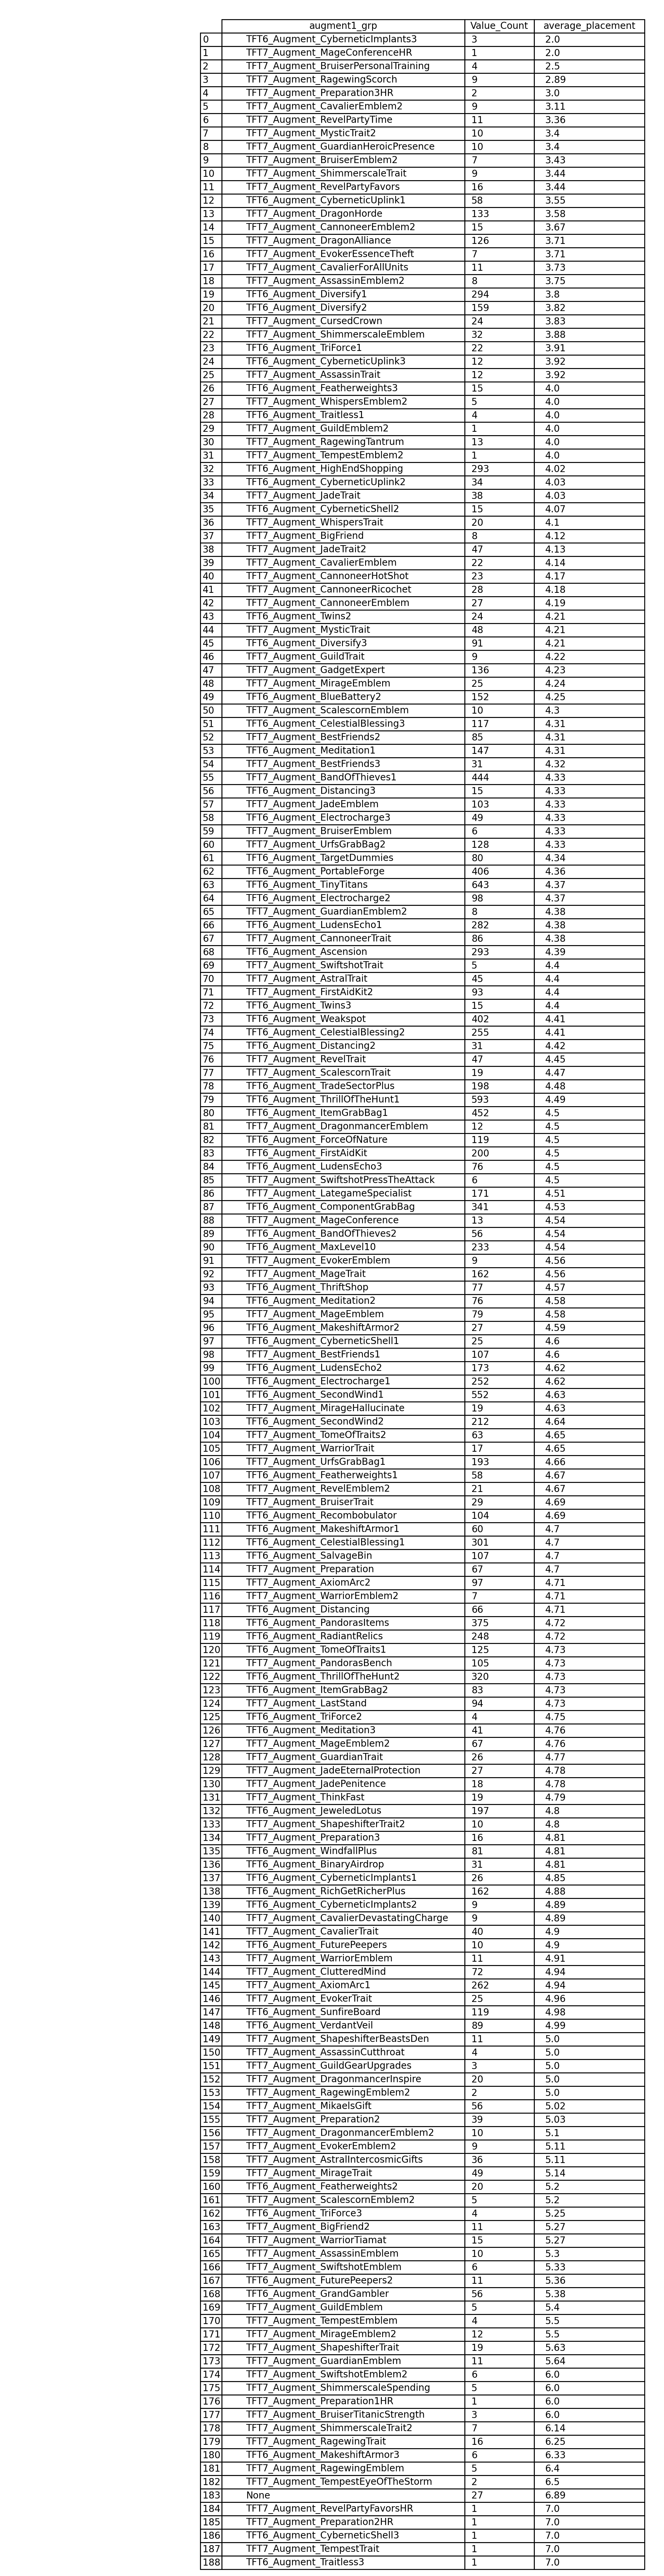 augment1_grp Value_Count average_placement
0 TFT6_Augment_CyberneticImplants3 3 2.0
1 TFT7_Augment_MageConferenceHR 1 2.0
2 TFT7_Augment_BruiserPersonalTraining 4 2.5
3 TFT7_Augment_RagewingScorch 9 2.89
4 TFT7_Augment_Preparation3HR 2 3.0
5 TFT7_Augment_CavalierEmblem2 9 3.11
6 TFT7_Augment_RevelPartyTime 11 3.36
7 TFT7_Augment_MysticTrait2 10 3.4
8 TFT7_Augment_GuardianHeroicPresence 10 3.4
9 TFT7_Augment_BruiserEmblem2 7 3.43
10 TFT7_Augment_ShimmerscaleTrait 9 3.44
11 TFT7_Augment_RevelPartyFavors 16 3.44
12 TFT6_Augment_CyberneticUplink1 58 3.55
13 TFT7_Augment_DragonHorde 133 3.58
14 TFT7_Augment_CannoneerEmblem2 15 3.67
15 TFT7_Augment_DragonAlliance 126 3.71
16 TFT7_Augment_EvokerEssenceTheft 7 3.71
17 TFT7_Augment_CavalierForAllUnits 11 3.73
18 TFT7_Augment_AssassinEmblem2 8 3.75
19 TFT6_Augment_Diversify1 294 3.8
20 TFT6_Augment_Diversify2 159 3.82
21 TFT7_Augment_CursedCrown 24 3.83
22 TFT7_Augment_ShimmerscaleEmblem 32 3.88
23 TFT6_Augment_TriForce1 22 3.91
24 TFT6_Augment_CyberneticUplink3 12 3.92
25 TFT7_Augment_AssassinTrait 12 3.92
26 TFT6_Augment_Featherweights3 15 4.0
27 TFT7_Augment_WhispersEmblem2 5 4.0
28 TFT6_Augment_Traitless1 4 4.0
29 TFT7_Augment_GuildEmblem2 1 4.0
30 TFT7_Augment_RagewingTantrum 13 4.0
31 TFT7_Augment_TempestEmblem2 1 4.0
32 TFT6_Augment_HighEndShopping 293 4.02
33 TFT6_Augment_CyberneticUplink2 34 4.03
34 TFT7_Augment_JadeTrait 38 4.03
35 TFT6_Augment_CyberneticShell2 15 4.07
36 TFT7_Augment_WhispersTrait 20 4.1
37 TFT7_Augment_BigFriend 8 4.12
38 TFT7_Augment_JadeTrait2 47 4.13
39 TFT7_Augment_CavalierEmblem 22 4.14
40 TFT7_Augment_CannoneerHotShot 23 4.17
41 TFT7_Augment_CannoneerRicochet 28 4.18
42 TFT7_Augment_CannoneerEmblem 27 4.19
43 TFT6_Augment_Twins2 24 4.21
44 TFT7_Augment_MysticTrait 48 4.21
45 TFT6_Augment_Diversify3 91 4.21
46 TFT7_Augment_GuildTrait 9 4.22
47 TFT7_Augment_GadgetExpert 136 4.23
48 TFT7_Augment_MirageEmblem 25 4.24
49 TFT6_Augment_BlueBattery2 152 4.25
50 TFT7_Augment_ScalescornEmblem 10 4.3
51 TFT6_Augment_CelestialBlessing3 117 4.31
52 TFT7_Augment_BestFriends2 85 4.31
53 TFT6_Augment_Meditation1 147 4.31
54 TFT7_Augment_BestFriends3 31 4.32
55 TFT7_Augment_BandOfThieves1 444 4.33
56 TFT6_Augment_Distancing3 15 4.33
57 TFT7_Augment_JadeEmblem 103 4.33
58 TFT6_Augment_Electrocharge3 49 4.33
59 TFT7_Augment_BruiserEmblem 6 4.33
60 TFT7_Augment_UrfsGrabBag2 128 4.33
61 TFT6_Augment_TargetDummies 80 4.34
62 TFT6_Augment_PortableForge 406 4.36
63 TFT6_Augment_TinyTitans 643 4.37
64 TFT6_Augment_Electrocharge2 98 4.37
65 TFT7_Augment_GuardianEmblem2 8 4.38
66 TFT6_Augment_LudensEcho1 282 4.38
67 TFT7_Augment_CannoneerTrait 86 4.38
68 TFT6_Augment_Ascension 293 4.39
69 TFT7_Augment_SwiftshotTrait 5 4.4
70 TFT7_Augment_AstralTrait 45 4.4
71 TFT7_Augment_FirstAidKit2 93 4.4
72 TFT6_Augment_Twins3 15 4.4
73 TFT6_Augment_Weakspot 402 4.41
74 TFT6_Augment_CelestialBlessing2 255 4.41
75 TFT6_Augment_Distancing2 31 4.42
76 TFT7_Augment_RevelTrait 47 4.45
77 TFT7_Augment_ScalescornTrait 19 4.47
78 TFT6_Augment_TradeSectorPlus 198 4.48
79 TFT6_Augment_ThrillOfTheHunt1 593 4.49
80 TFT6_Augment_ItemGrabBag1 452 4.5
81 TFT7_Augment_DragonmancerEmblem 12 4.5
82 TFT6_Augment_ForceOfNature 119 4.5
83 TFT6_Augment_FirstAidKit 200 4.5
84 TFT6_Augment_LudensEcho3 76 4.5
85 TFT7_Augment_SwiftshotPressTheAttack 6 4.5
86 TFT7_Augment_LategameSpecialist 171 4.51
87 TFT6_Augment_ComponentGrabBag 341 4.53
88 TFT7_Augment_MageConference 13 4.54
89 TFT6_Augment_BandOfThieves2 56 4.54
90 TFT6_Augment_MaxLevel10 233 4.54
91 TFT7_Augment_EvokerEmblem 9 4.56
92 TFT7_Augment_MageTrait 162 4.56
93 TFT6_Augment_ThriftShop 77 4.57
94 TFT6_Augment_Meditation2 76 4.58
95 TFT7_Augment_MageEmblem 79 4.58
96 TFT6_Augment_MakeshiftArmor2 27 4.59
97 TFT6_Augment_CyberneticShell1 25 4.6
98 TFT7_Augment_BestFriends1 107 4.6
99 TFT6_Augment_LudensEcho2 173 4.62
100 TFT6_Augment_Electrocharge1 252 4.62
101 TFT6_Augment_SecondWind1 552 4.63
102 TFT7_Augment_MirageHallucinate 19 4.63
103 TFT6_Augment_SecondWind2 212 4.64
104 TFT7_Augment_TomeOfTraits2 63 4.65
105 TFT7_Augment_WarriorTrait 17 4.65
106 TFT7_Augment_UrfsGrabBag1 193 4.66
107 TFT6_Augment_Featherweights1 58 4.67
108 TFT7_Augment_RevelEmblem2 21 4.67
109 TFT7_Augment_BruiserTrait 29 4.69
110 TFT6_Augment_Recombobulator 104 4.69
111 TFT6_Augment_MakeshiftArmor1 60 4.7
112 TFT6_Augment_CelestialBlessing1 301 4.7
113 TFT6_Augment_SalvageBin 107 4.7
114 TFT7_Augment_Preparation 67 4.7
115 TFT7_Augment_AxiomArc2 97 4.71
116 TFT7_Augment_WarriorEmblem2 7 4.71
117 TFT6_Augment_Distancing 66 4.71
118 TFT6_Augment_PandorasItems 375 4.72
119 TFT6_Augment_RadiantRelics 248 4.72
120 TFT6_Augment_TomeOfTraits1 125 4.73
121 TFT7_Augment_PandorasBench 105 4.73
122 TFT6_Augment_ThrillOfTheHunt2 320 4.73
123 TFT6_Augment_ItemGrabBag2 83 4.73
124 TFT7_Augment_LastStand 94 4.73
125 TFT6_Augment_TriForce2 4 4.75
126 TFT6_Augment_Meditation3 41 4.76
127 TFT7_Augment_MageEmblem2 67 4.76
128 TFT7_Augment_GuardianTrait 26 4.77
129 TFT7_Augment_JadeEternalProtection 27 4.78
130 TFT7_Augment_JadePenitence 18 4.78
131 TFT7_Augment_ThinkFast 19 4.79
132 TFT6_Augment_JeweledLotus 197 4.8
133 TFT7_Augment_ShapeshifterTrait2 10 4.8
134 TFT7_Augment_Preparation3 16 4.81
135 TFT6_Augment_WindfallPlus 81 4.81
136 TFT6_Augment_BinaryAirdrop 31 4.81
137 TFT6_Augment_CyberneticImplants1 26 4.85
138 TFT6_Augment_RichGetRicherPlus 162 4.88
139 TFT6_Augment_CyberneticImplants2 9 4.89
140 TFT7_Augment_CavalierDevastatingCharge 9 4.89
141 TFT7_Augment_CavalierTrait 40 4.9
142 TFT6_Augment_FuturePeepers 10 4.9
143 TFT7_Augment_WarriorEmblem 11 4.91
144 TFT7_Augment_ClutteredMind 72 4.94
145 TFT7_Augment_AxiomArc1 262 4.94
146 TFT7_Augment_EvokerTrait 25 4.96
147 TFT6_Augment_SunfireBoard 119 4.98
148 TFT6_Augment_VerdantVeil 89 4.99
149 TFT7_Augment_ShapeshifterBeastsDen 11 5.0
150 TFT7_Augment_AssassinCutthroat 4 5.0
151 TFT7_Augment_GuildGearUpgrades 3 5.0
152 TFT7_Augment_DragonmancerInspire 20 5.0
153 TFT7_Augment_RagewingEmblem2 2 5.0
154 TFT7_Augment_MikaelsGift 56 5.02
155 TFT7_Augment_Preparation2 39 5.03
156 TFT7_Augment_DragonmancerEmblem2 10 5.1
157 TFT7_Augment_EvokerEmblem2 9 5.11
158 TFT7_Augment_AstralIntercosmicGifts 36 5.11
159 TFT7_Augment_MirageTrait 49 5.14
160 TFT6_Augment_Featherweights2 20 5.2
161 TFT7_Augment_ScalescornEmblem2 5 5.2
162 TFT6_Augment_TriForce3 4 5.25
163 TFT7_Augment_BigFriend2 11 5.27
164 TFT7_Augment_WarriorTiamat 15 5.27
165 TFT7_Augment_AssassinEmblem 10 5.3
166 TFT7_Augment_SwiftshotEmblem 6 5.33
167 TFT6_Augment_FuturePeepers2 11 5.36
168 TFT6_Augment_GrandGambler 56 5.38
169 TFT7_Augment_GuildEmblem 5 5.4
170 TFT7_Augment_TempestEmblem 4 5.5
171 TFT7_Augment_MirageEmblem2 12 5.5
172 TFT7_Augment_ShapeshifterTrait 19 5.63
173 TFT7_Augment_GuardianEmblem 11 5.64
174 TFT7_Augment_SwiftshotEmblem2 6 6.0
175 TFT7_Augment_ShimmerscaleSpending 5 6.0
176 TFT7_Augment_Preparation1HR 1 6.0
177 TFT7_Augment_BruiserTitanicStrength 3 6.0
178 TFT7_Augment_ShimmerscaleTrait2 7 6.14
179 TFT7_Augment_RagewingTrait 16 6.25
180 TFT6_Augment_MakeshiftArmor3 6 6.33
181 TFT7_Augment_RagewingEmblem 5 6.4
182 TFT7_Augment_TempestEyeOfTheStorm 2 6.5
183 None 27 6.89
184 TFT7_Augment_RevelPartyFavorsHR 1 7.0
185 TFT7_Augment_Preparation2HR 1 7.0
186 TFT6_Augment_CyberneticShell3 1 7.0
187 TFT7_Augment_TempestTrait 1 7.0
188 TFT6_Augment_Traitless3 1 7.0